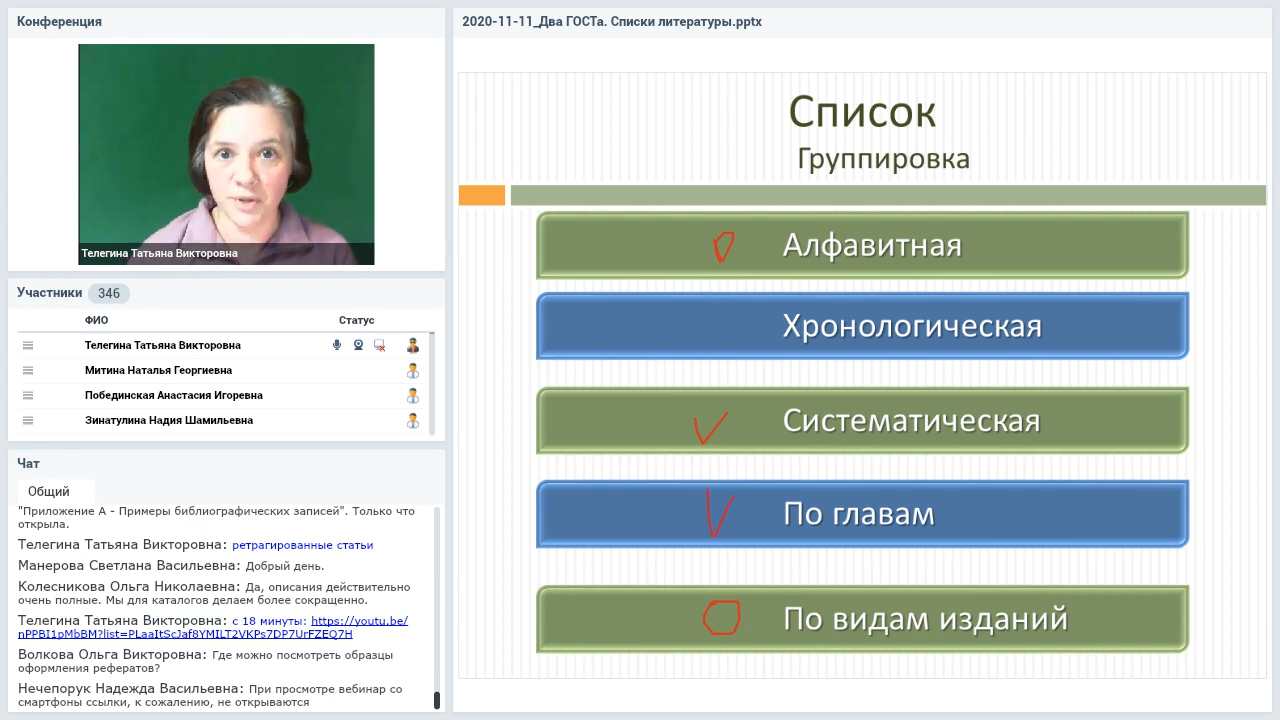 Конференция
Телегина Татьяна Викторовна
Участники 346
ФИО Статус
Телегина Татьяна Викторовна
Митина Наталья Георгиевна
Побединская Анастасия Игоревна
Зинатулина Надия Шамильевна
Чат
Общий
"Приложение А - Примеры библиографических записей". Только что
открыла.
Телегина Татьяна Викторовна: ретрагированные статьи
Манерова Светлана Васильевна: Добрый день.
Колесникова Ольга Николаевна: Да, описания действительно
очень полные. Мы для каталогов делаем более сокращенно.
Телегина Татьяна Викторовна: с 18 минуты: https://youtu.be/
nPPBI1pMbBM?list=PLaaItScJaf8YMILT2VKPs7DP7UrFZEQ7H
Волкова Ольга Викторовна: Где можно посмотреть образцы
оформления рефератов?
Нечепорук Надежда Васильевна: При просмотре вебинар со
смартфоны ссылки, к сожалению, не открываются
2020-11-11_Два ГОСТа. Списки литературы.pptx
Список
Группировка
Алфавитная
Хронологическая
Систематическая
По главам
По видам изданий